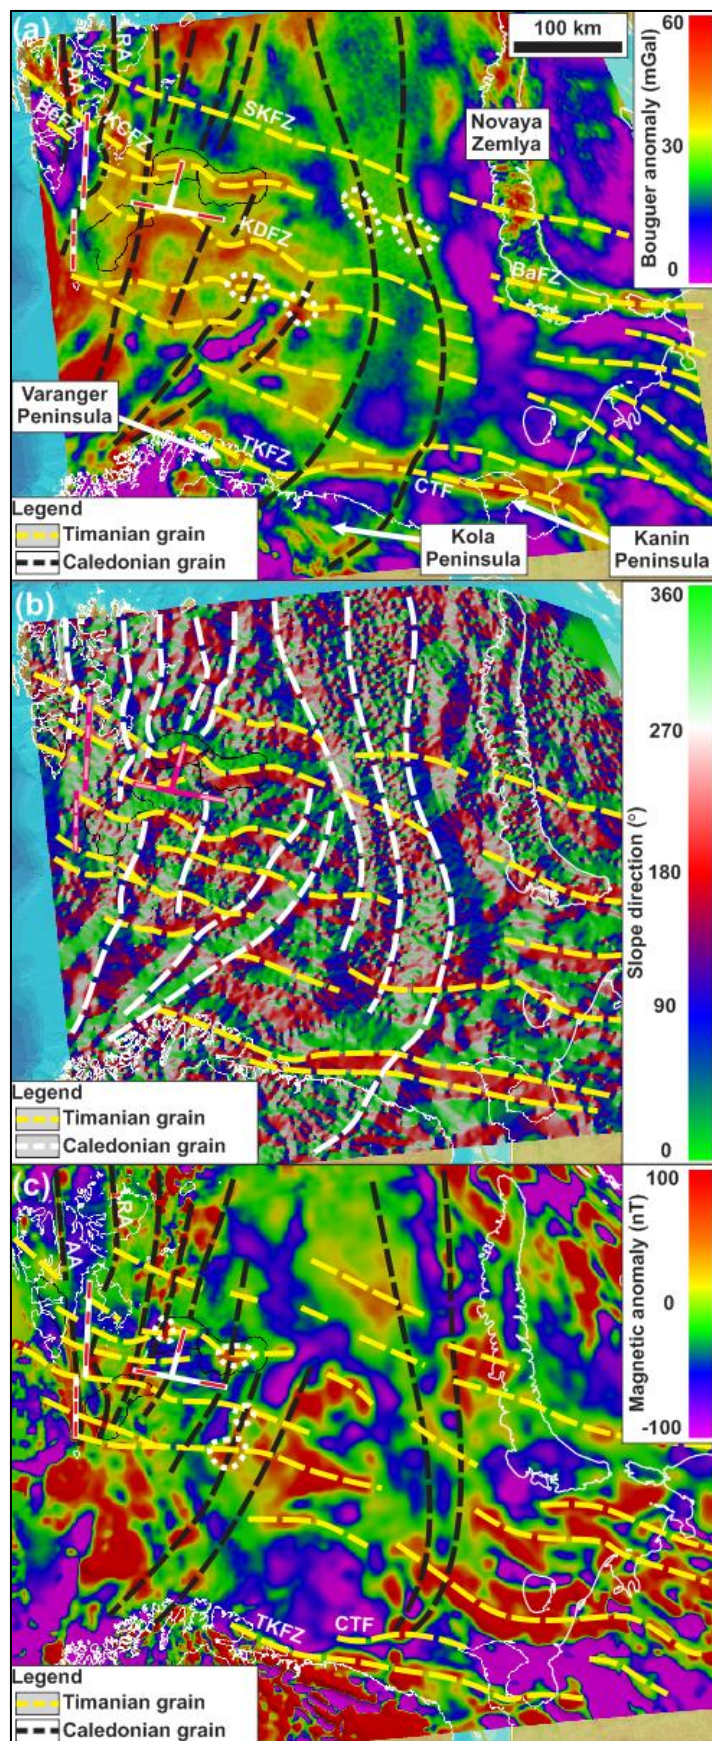 (a)
RA
AA
BeFZ
KCFZ
SKFZ
100 km
Novaya
Zemlya
KDFZ
BaFZ
60
30
0
Bouguer anomaly (mGal)
Varanger
Peninsula
TKFZ
CTF
Kola
Peninsula
Kanin
Peninsula
Legend
Timanian grain
Caledonian grain
(b)
360
270
180
90
0
Slope direction (°)
Legend
Timanian grain
Caledonian grain
(c)
RA
AA
100
0
-100
Magnetic anomaly (nT)
TKFZ
CTF
Legend
Timanian grain
Caledonian grain